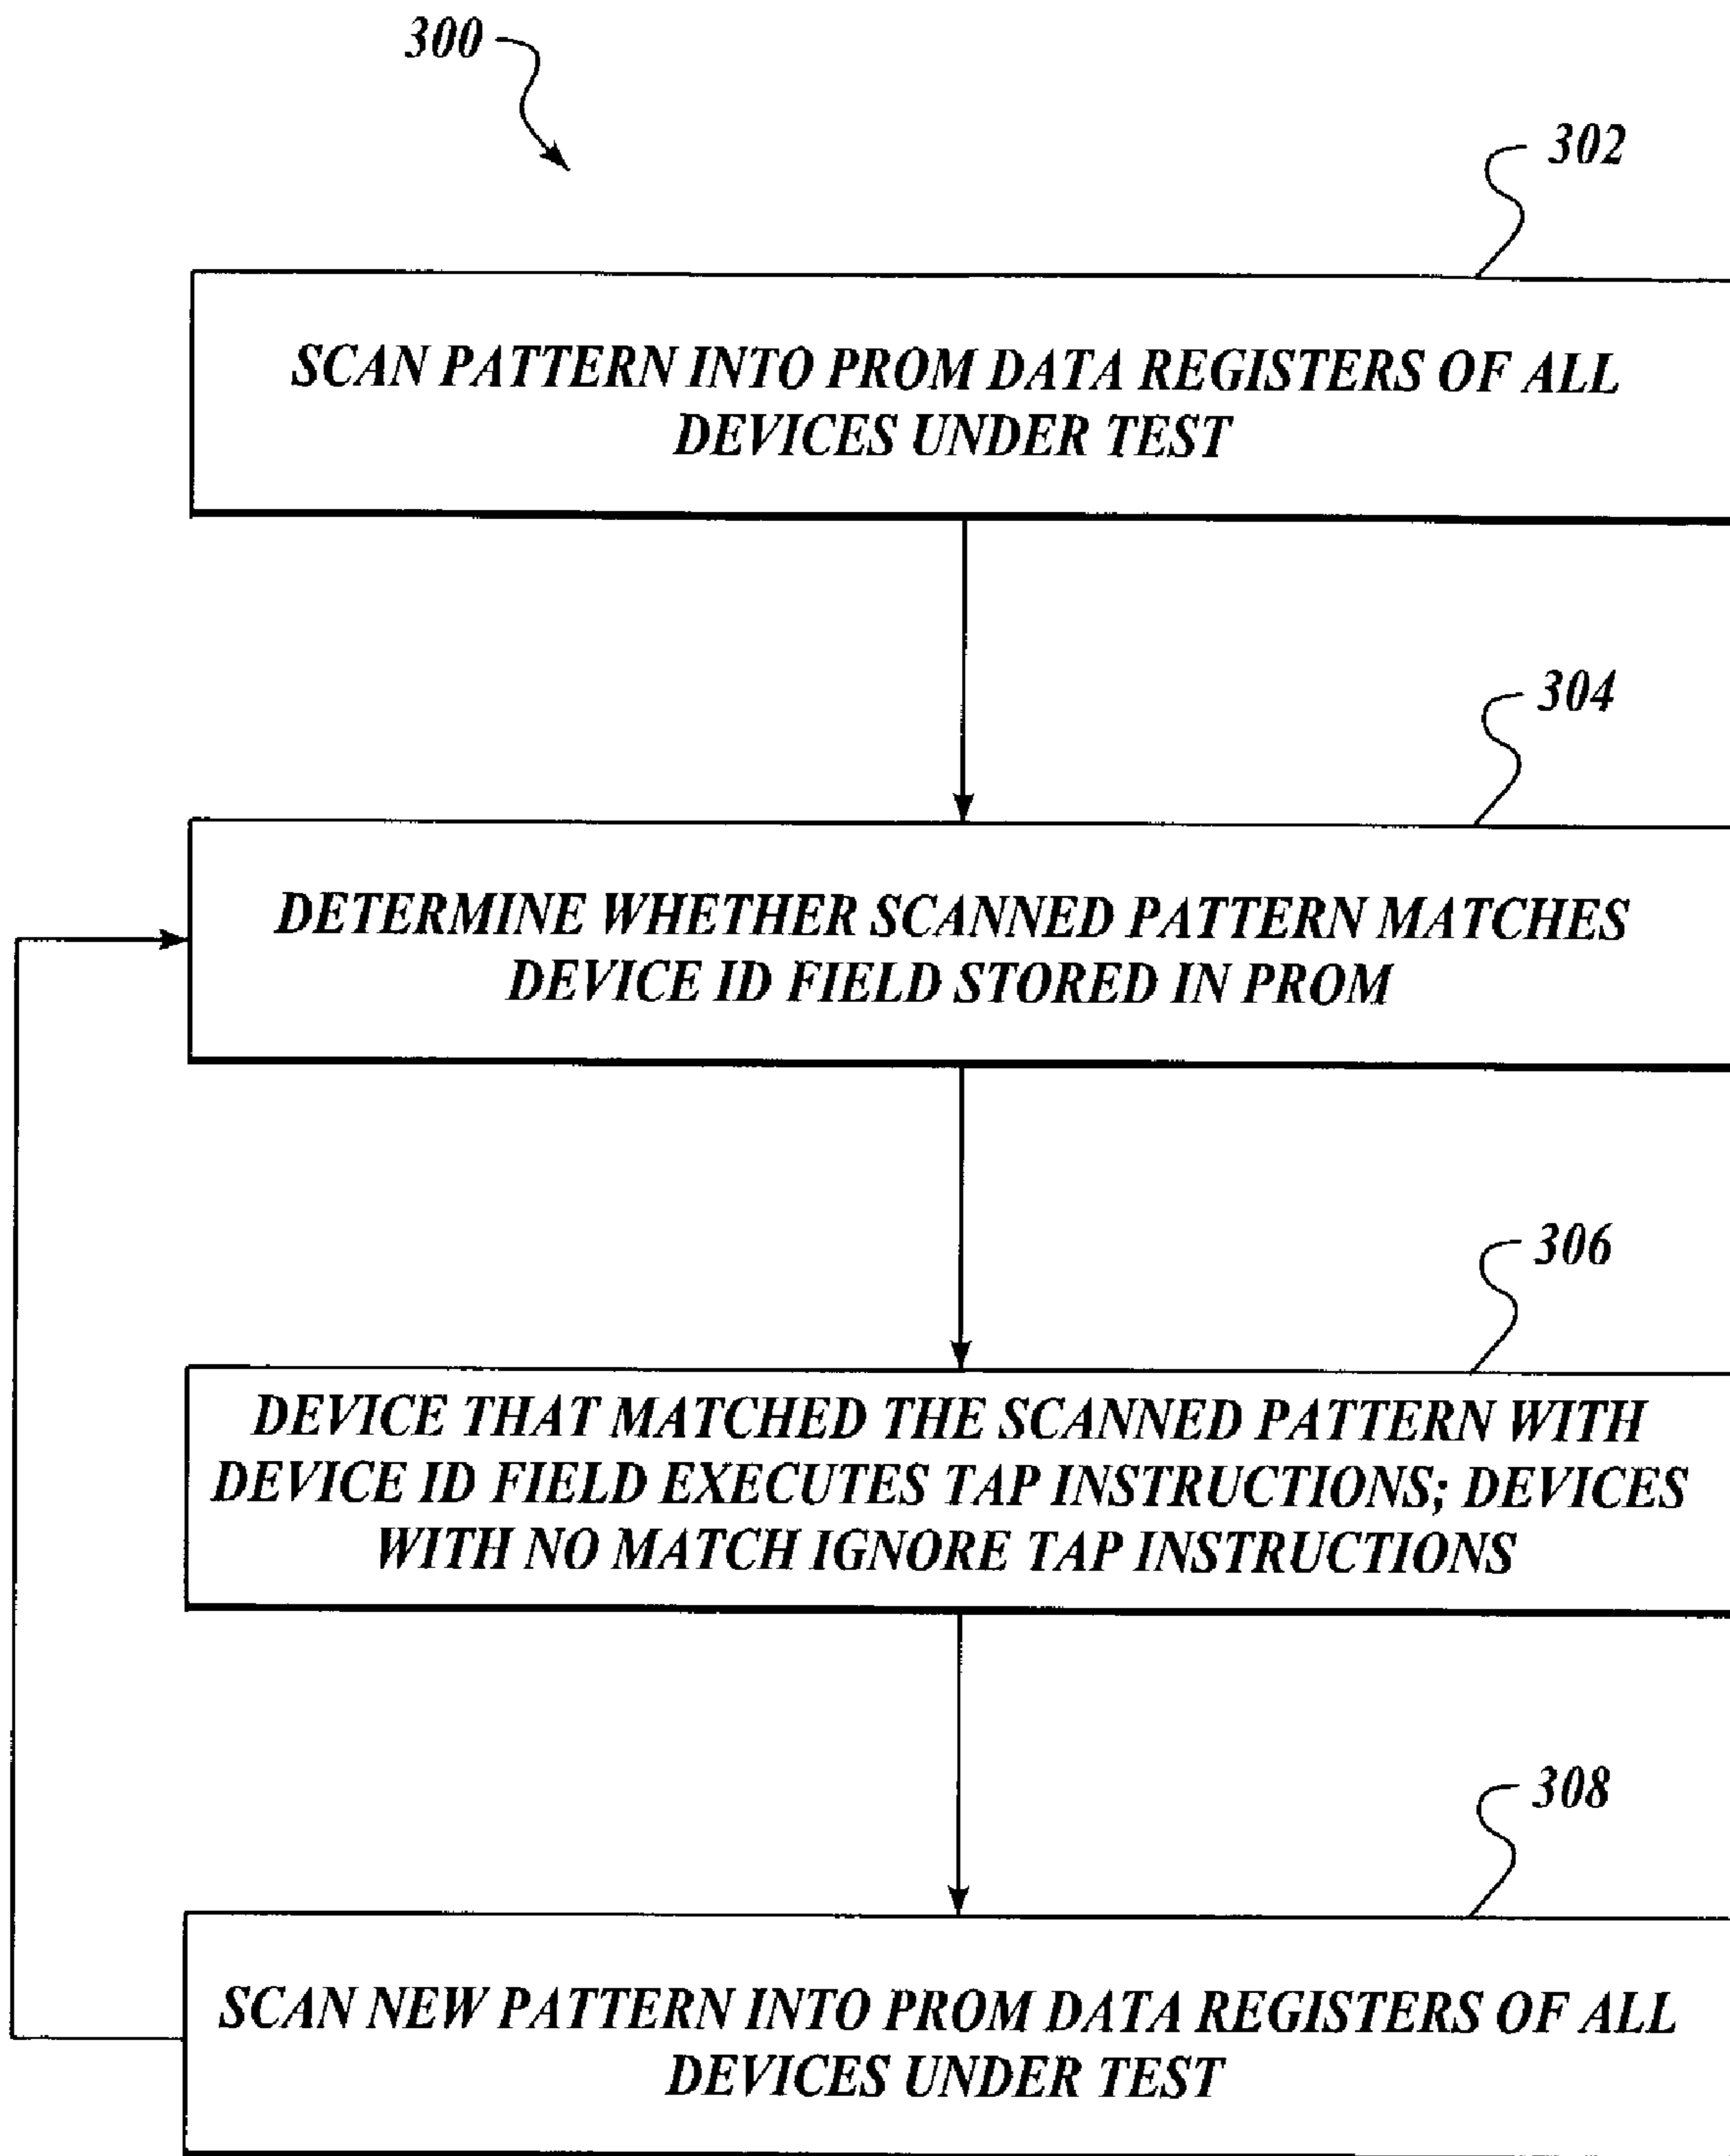 300
302
SCAN PATTERN INTO PROM DATA REGISTERS OF ALL
DEVICES UNDER TEST
304
DETERMINE WHETHER SCANNED PATTERN MATCHES
DEVICE ID FIELD STORED IN PROM
306
DEVICE THAT MATCHED THE SCANNED PATTERN WITH
DEVICE ID FIELD EXECUTES TAP INSTRUCTIONS; DEVICES
WITH NO MATCH IGNORE TAP INSTRUCTIONS
308
SCAN NEW PATTERN INTO PROM DATA REGISTERS OF ALL
DEVICES UNDER TEST